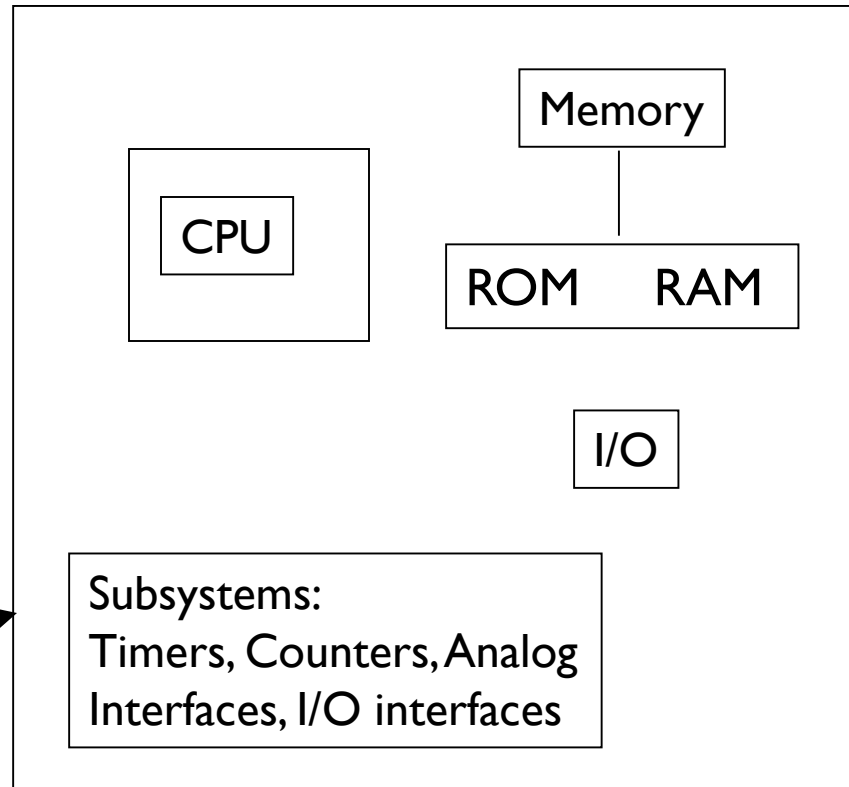 Memory
CPU
ROM RAM
I/O
Subsystems:
Timers, Counters, Analog
Interfaces, I/O interfaces